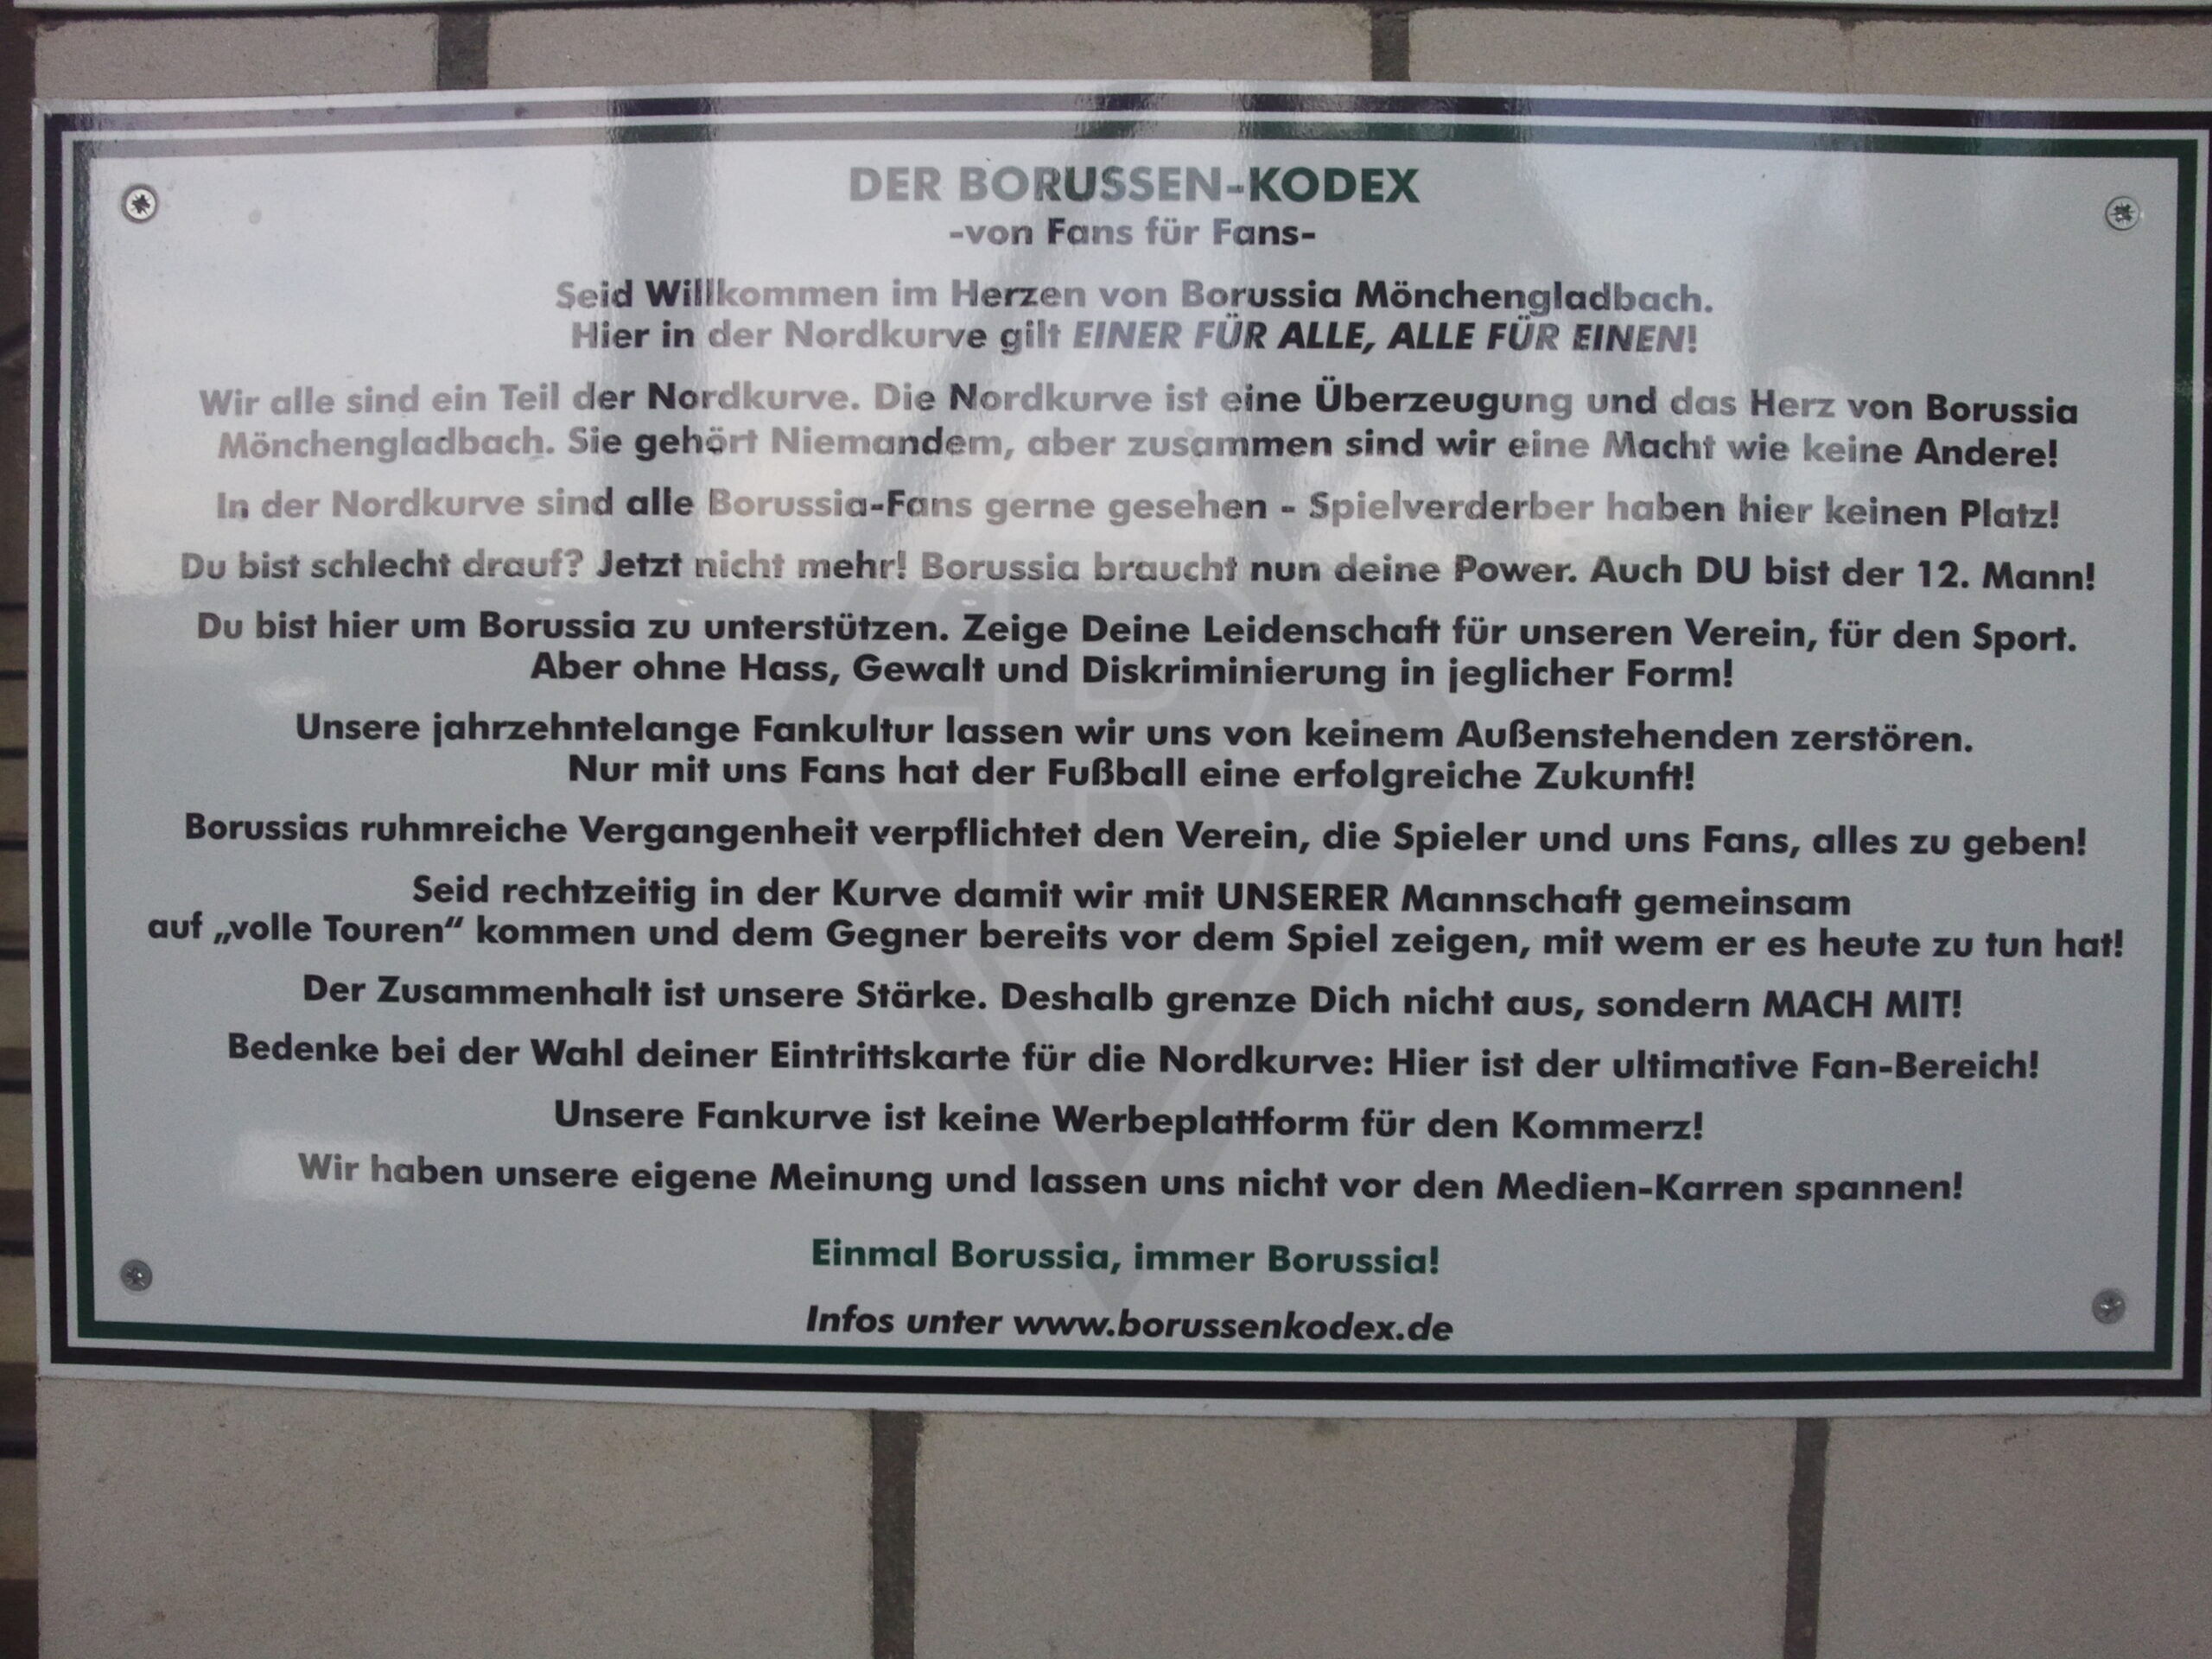 DER BORUSSEN-KODEX
-von Fans für Fans-
Seid Willkommen im Herzen von Borussia Mönchengladbach.
Hier in der Nordkurve gilt EINER FÜR ALLE, ALLE FÜR EINEN!
Wir alle sind ein Teil der Nordkurve. Die Nordkurve ist eine Überzeugung und das Herz von Borussia
Mönchengladbach. Sie gehört Niemandem, aber zusammen sind wir eine Macht wie keine Andere!
In der Nordkurve sind alle Borussia-Fans gerne gesehen - Spielverderber haben hier keinen Platz!
Du bist schlecht drauf? Jetzt nicht mehr! Borussia braucht nun deine Power. Auch DU bist der 12. Mann!
Du bist hier um Borussia zu unterstützen. Zeige Deine Leidenschaft für unseren Verein, für den Sport.
Aber ohne Hass, Gewalt und Diskriminierung in jeglicher Form!
Unsere jahrzehntelange Fankultur lassen wir uns von keinem Außenstehenden zerstören.
Nur mit uns Fans hat der Fußball eine erfolgreiche Zukunft!
Borussias ruhmreiche Vergangenheit verpflichtet den Verein, die Spieler und uns Fans, alles zu geben!
Seid rechtzeitig in der Kurve damit wir mit UNSERER Mannschaft gemeinsam
auf „volle Touren“ kommen und dem Gegner bereits vor dem Spiel zeigen, mit wem er es heute zu tun hat!
Der Zusammenhalt ist unsere Stärke. Deshalb grenze Dich nicht aus, sondern MACH MIT!
Bedenke bei der Wahl deiner Eintrittskarte für die Nordkurve: Hier ist der ultimative Fan-Bereich!
Unsere Fankurve ist keine Werbeplattform für den Kommerz!
Wir haben unsere eigene Meinung und lassen uns nicht vor den Medien-Karren spannen!
Einmal Borussia, immer Borussia!
Infos unter www.borussenkodex.de